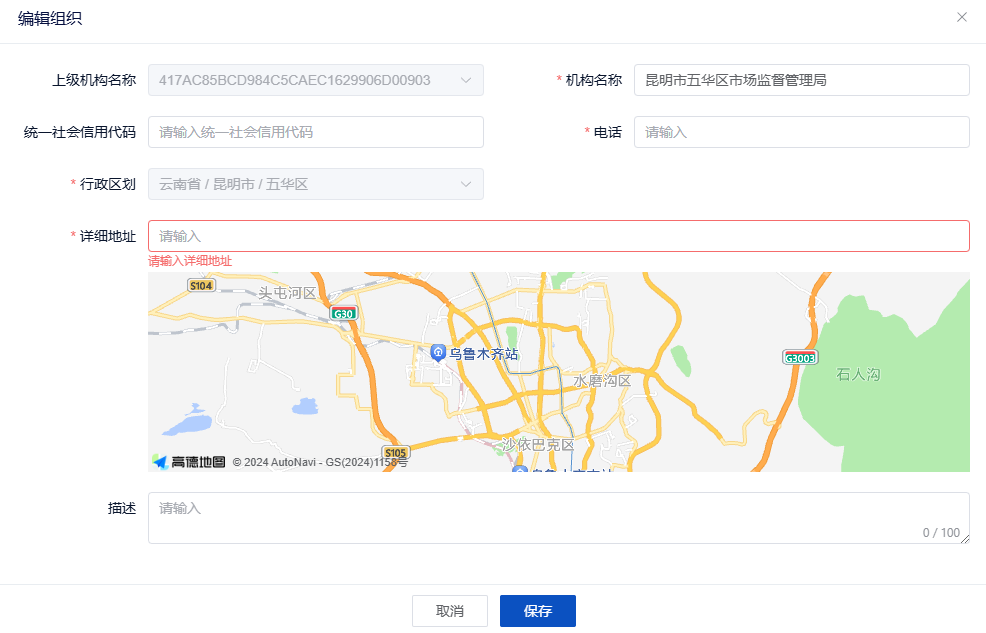 编辑组织
上级机构名称 417AC85BCD984C5CAEC1629906D00903 * 机构名称 昆明市五华区市场监督管理局
统一社会信用代码 请输入统一社会信用代码 * 电话 请输入
* 行政区划 云南省 / 昆明市 / 五华区
* 详细地址 请输入
请输入详细地址
S104 头屯河区
G30
乌鲁木齐站 G3003
水磨沟区 石人沟
沙依巴克区
S105
高德地图 © 2024 AutoNavi - GS(2024)1158号
描述 请输入
0 / 100
取消 保存